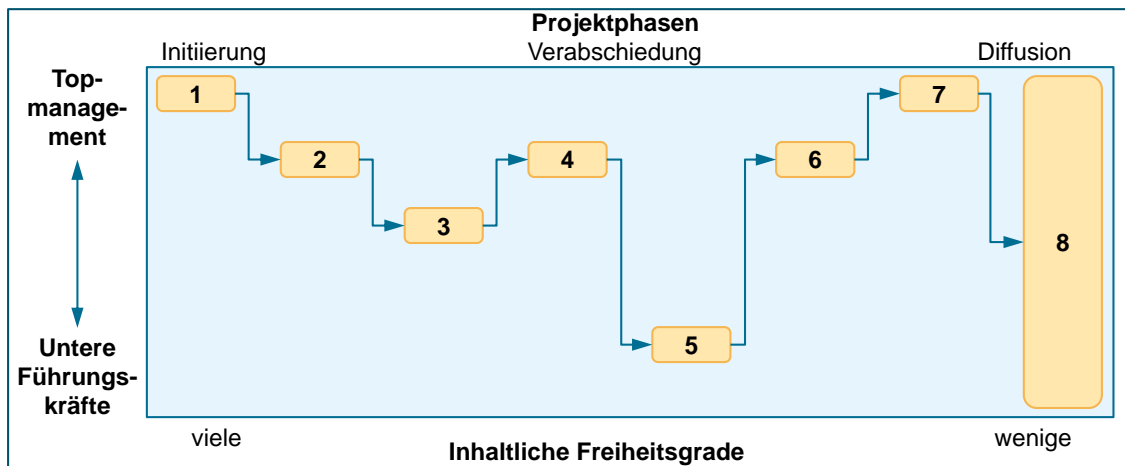 Projektphasen
Initiierung Verabschiedung Diffusion
Top-
manage-
ment
1
7
2
4
6
3
8
5
Untere
Führungs-
kräfte
viele wenige
Inhaltliche Freiheitsgrade